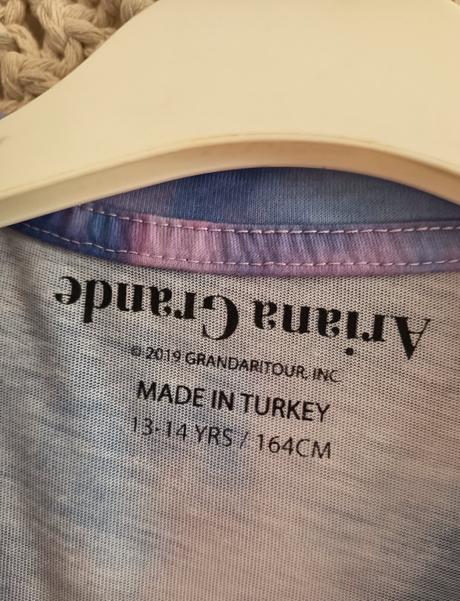 Ariana Grande
© 2019 GRANDARITOUR, INC.
MADE IN TURKEY
13-14 YRS / 164CM